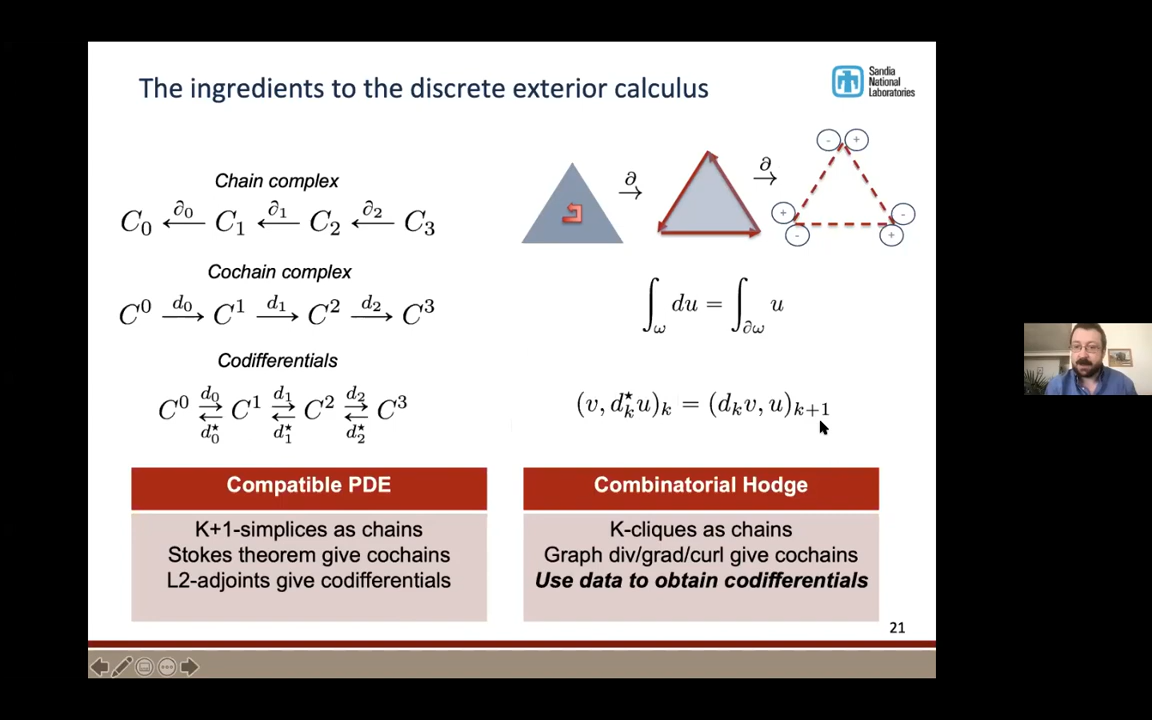 The ingredients to the discrete exterior calculus
Sandia
National
Laboratories
Chain complex
C₀ ←∂₀ C₁ ←∂₁ C₂ ←∂₂ C₃
∂ →
∂ →
- +
+ -
- +
Cochain complex
C⁰ →d₀ C¹ →d₁ C² →d₂ C³
∫_ω du = ∫_∂ω u
Codifferentials
C⁰ ⇄ C¹ ⇄ C² ⇄ C³
d₀ d₁ d₂
d₀* d₁* d₂*
(v, dₖ*u)ₖ = (dₖv, u)ₖ₊₁
Compatible PDE
K+1-simplices as chains
Stokes theorem give cochains
L2-adjoints give codifferentials
Combinatorial Hodge
K-cliques as chains
Graph div/grad/curl give cochains
Use data to obtain codifferentials
21